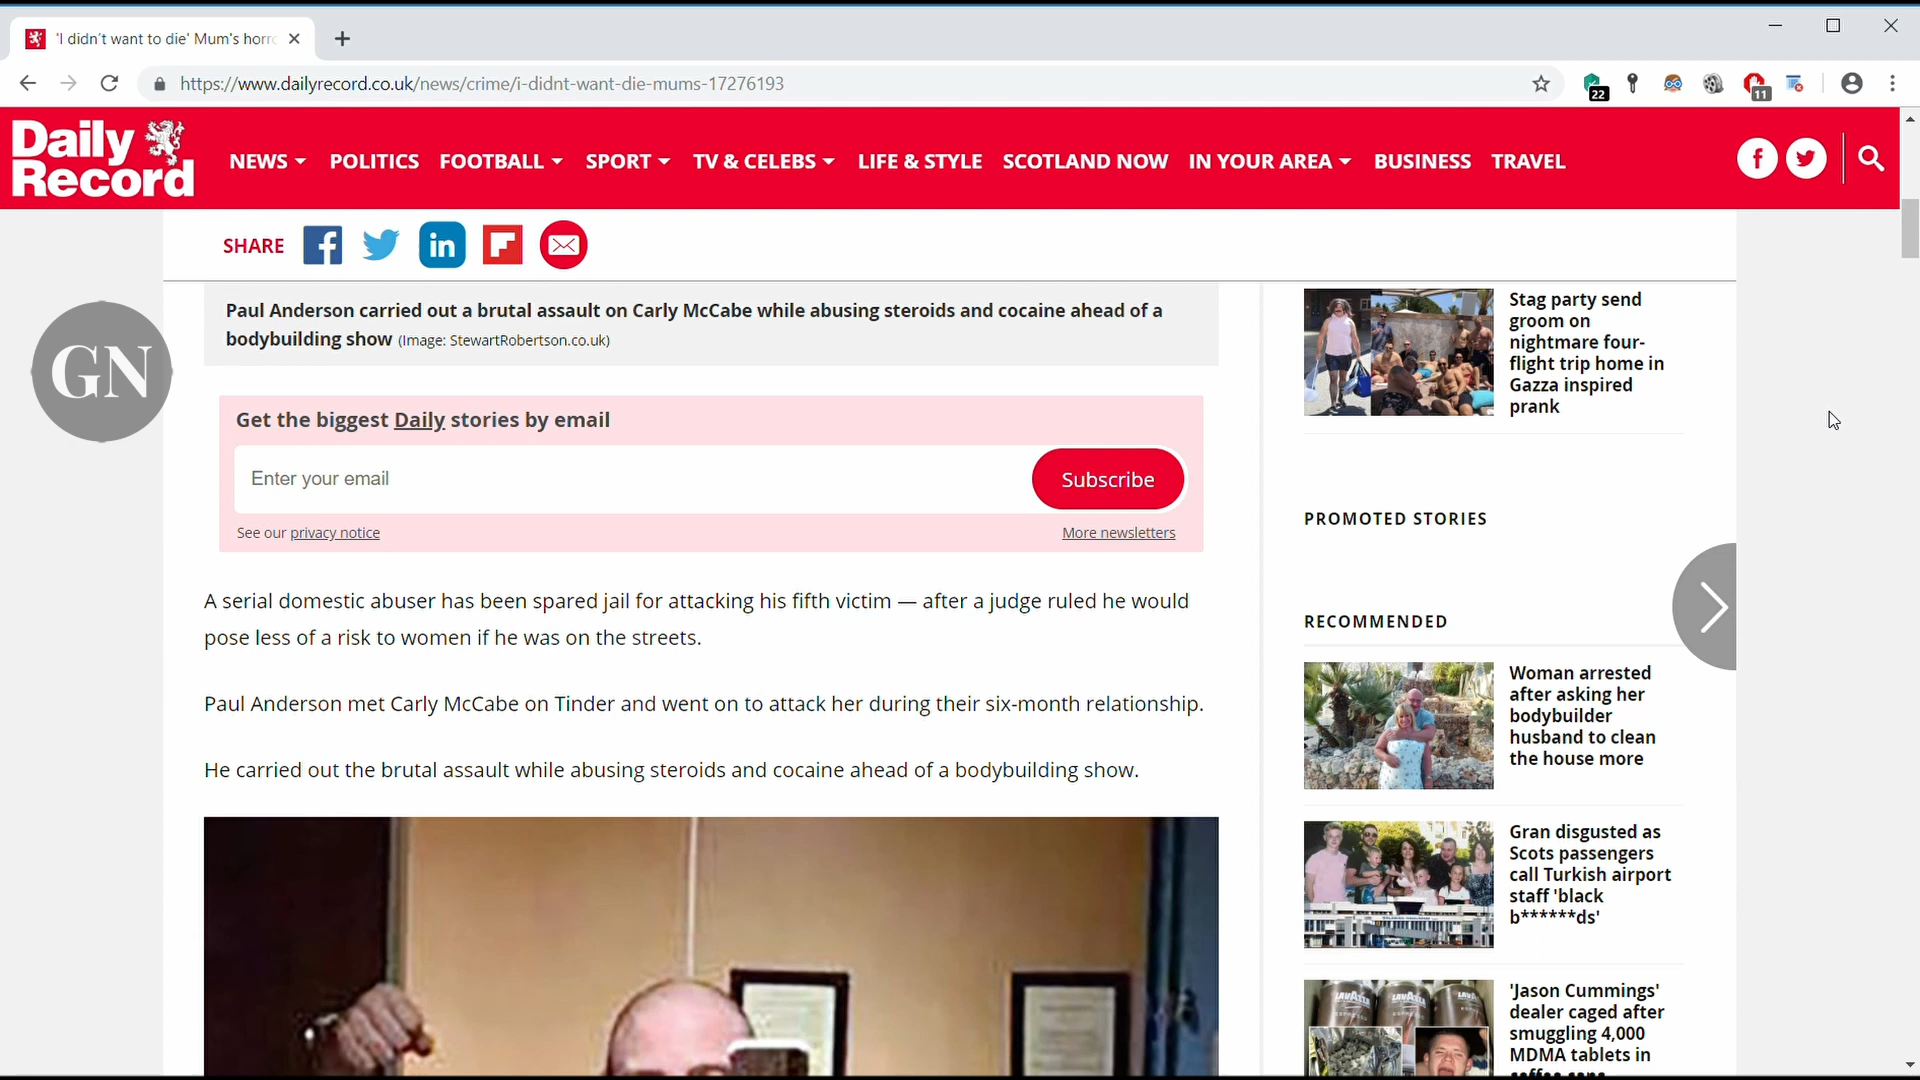 'I didn't want to die' Mum's horr
https://www.dailyrecord.co.uk/news/crime/i-didnt-want-die-mums-17276193
22
11
Daily
Record
NEWS
POLITICS
FOOTBALL
SPORT
TV & CELEBS
LIFE & STYLE
SCOTLAND NOW
IN YOUR AREA
BUSINESS
TRAVEL
SHARE
GN
Paul Anderson carried out a brutal assault on Carly McCabe while abusing steroids and cocaine ahead of a
bodybuilding show (Image: StewartRobertson.co.uk)
Get the biggest Daily stories by email
Enter your email
Subscribe
See our privacy notice
More newsletters
A serial domestic abuser has been spared jail for attacking his fifth victim — after a judge ruled he would
pose less of a risk to women if he was on the streets.
Paul Anderson met Carly McCabe on Tinder and went on to attack her during their six-month relationship.
He carried out the brutal assault while abusing steroids and cocaine ahead of a bodybuilding show.
Stag party send
groom on
nightmare four-
flight trip home in
Gazza inspired
prank
PROMOTED STORIES
RECOMMENDED
Woman arrested
after asking her
bodybuilder
husband to clean
the house more
Gran disgusted as
Scots passengers
call Turkish airport
staff 'black
b******ds'
LAVAZZA
LAVAZZA
LAVAZZA
'Jason Cummings'
dealer caged after
smuggling 4,000
MDMA tablets in